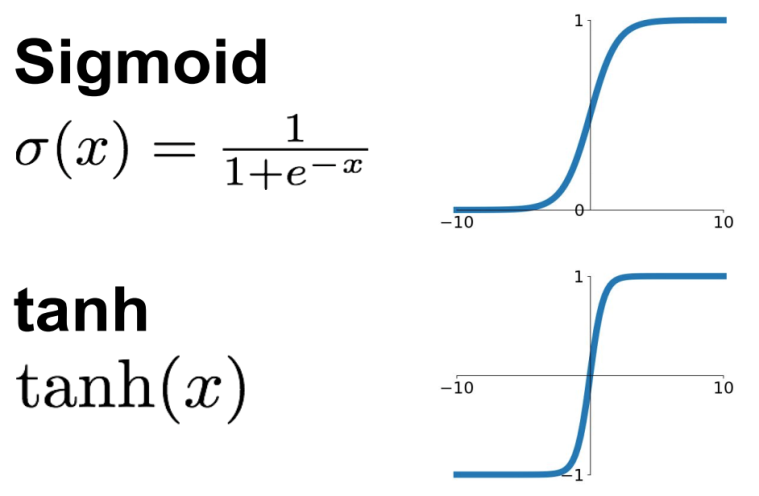 Sigmoid
σ(x) = 1/(1+e^{-x})
1
0
−10 10
tanh
tanh(x)
1
−10 10
−1